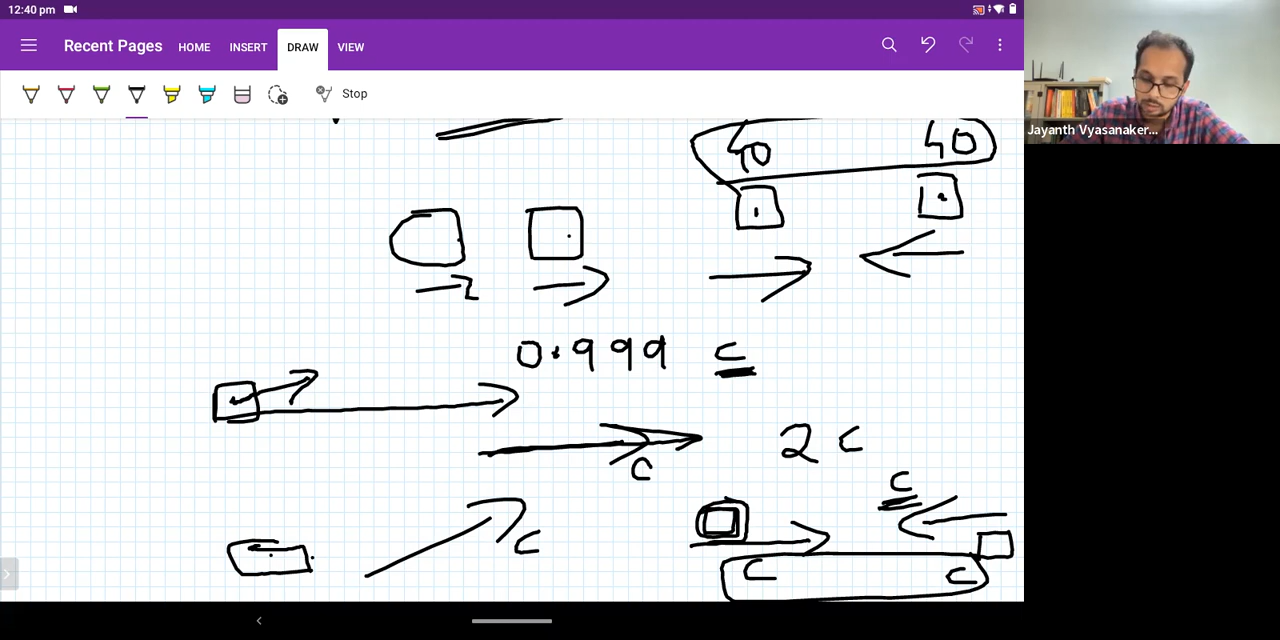 12:40 pm
Recent Pages HOME INSERT DRAW VIEW
Stop
Jayanth Vyasanaker...
40 40
0.999 c
c 2c
c
c
c c